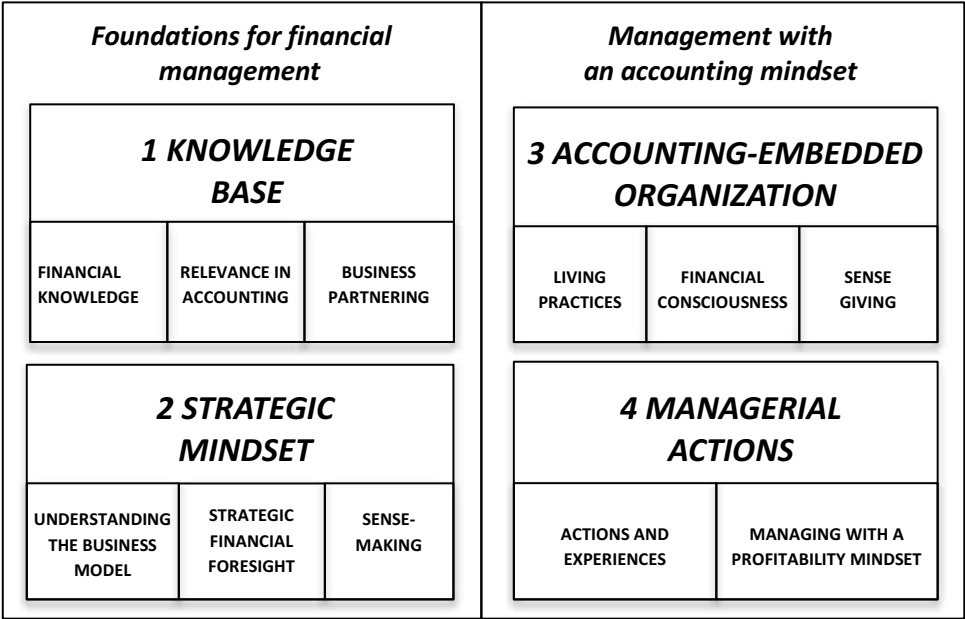 Foundations for financial
management
1 KNOWLEDGE
BASE
FINANCIAL
KNOWLEDGE
RELEVANCE IN
ACCOUNTING
BUSINESS
PARTNERING
2 STRATEGIC
MINDSET
UNDERSTANDING
THE BUSINESS
MODEL
STRATEGIC
FINANCIAL
FORESIGHT
SENSE-
MAKING
Management with
an accounting mindset
3 ACCOUNTING-EMBEDDED
ORGANIZATION
LIVING
PRACTICES
FINANCIAL
CONSCIOUSNESS
SENSE
GIVING
4 MANAGERIAL
ACTIONS
ACTIONS AND
EXPERIENCES
MANAGING WITH A
PROFITABILITY MINDSET